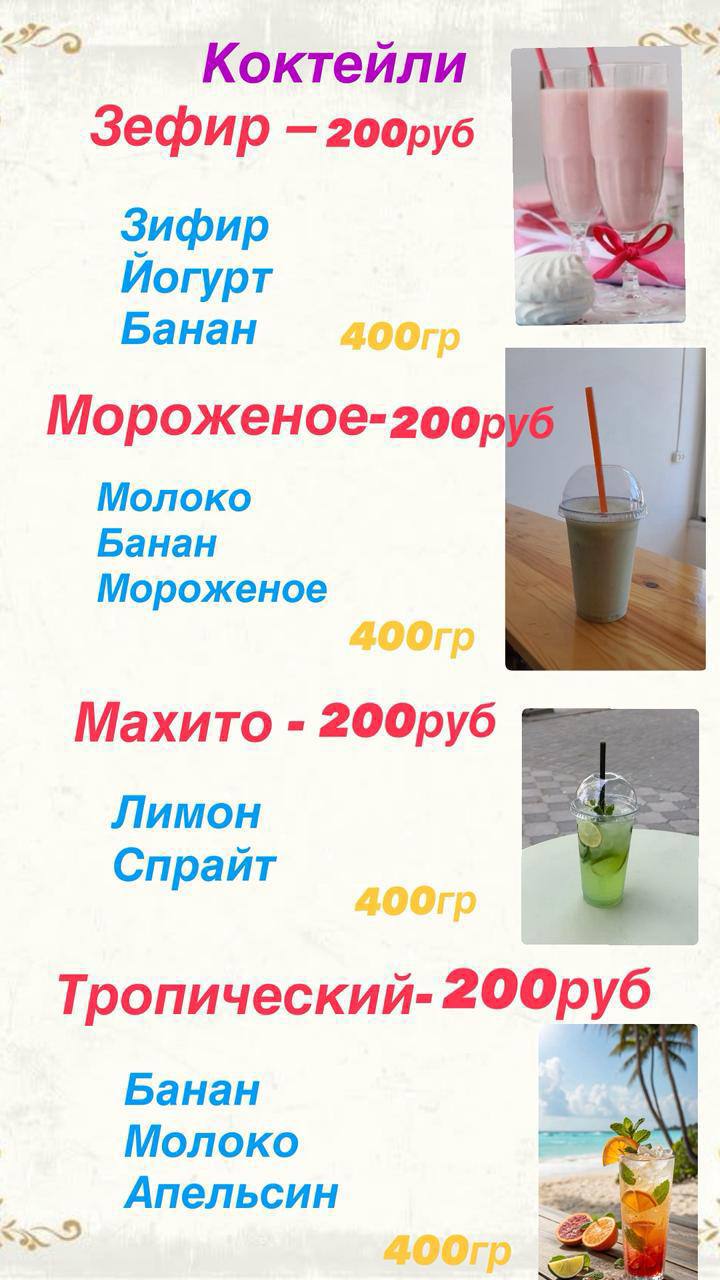 Коктейли
Зефир – 200руб
Зифир
Йогурт
Банан
400гр
Мороженое-200руб
Молоко
Банан
Мороженое
400гр
Махито - 200руб
Лимон
Спрайт
400гр
Тропический- 200руб
Банан
Молоко
Апельсин
400гр